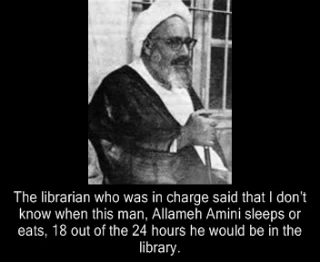 The librarian who was in charge said that I don't
know when this man, Allameh Amini sleeps or
eats, 18 out of the 24 hours he would be in the
library.